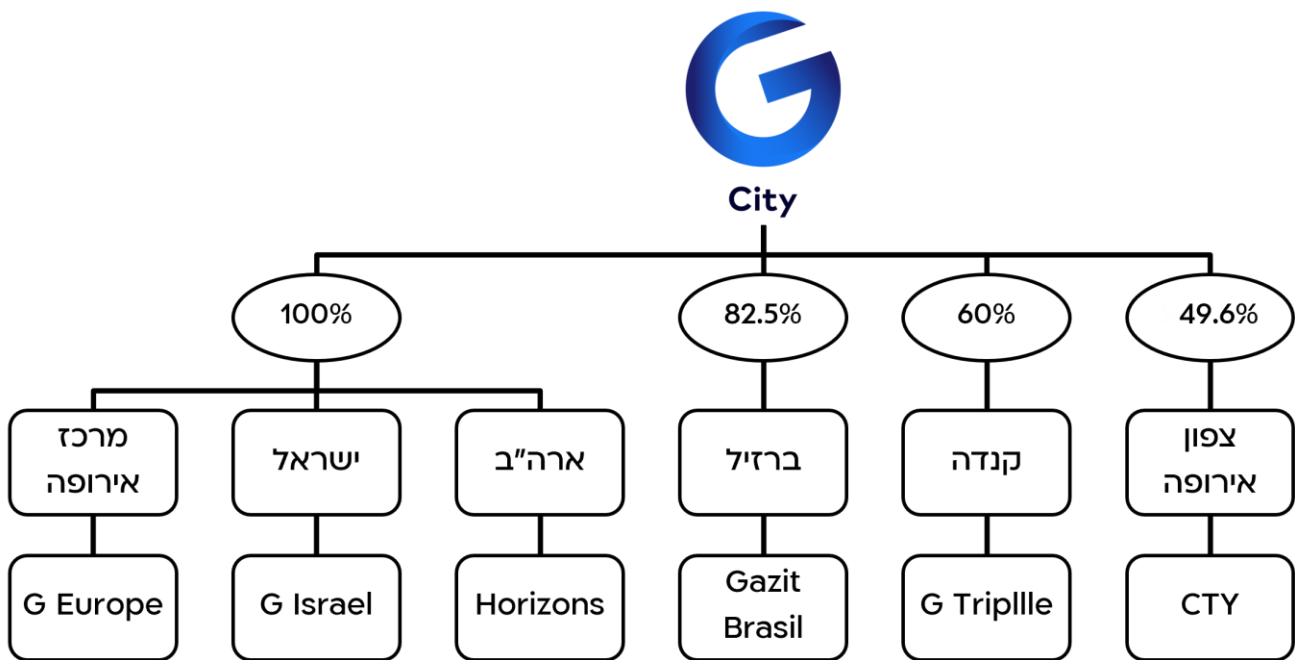 City
100%
82.5%
60%
49.6%
מרכז
אירופה
ישראל
ארה"ב
ברזיל
קנדה
צפון
אירופה
G Europe
G Israel
Horizons
Gazit
Brasil
G Tripllle
CTY